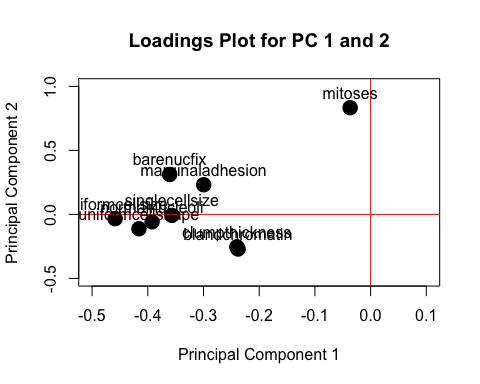 Loadings Plot for PC 1 and 2
Principal Component 2
1.0
0.5
0.0
-0.5
mitoses
barenucfix
marginaladhesion
singlecellsize
uniformcellshape
clumpthickness
blandchromatin
-0.5 -0.4 -0.3 -0.2 -0.1 0.0 0.1
Principal Component 1